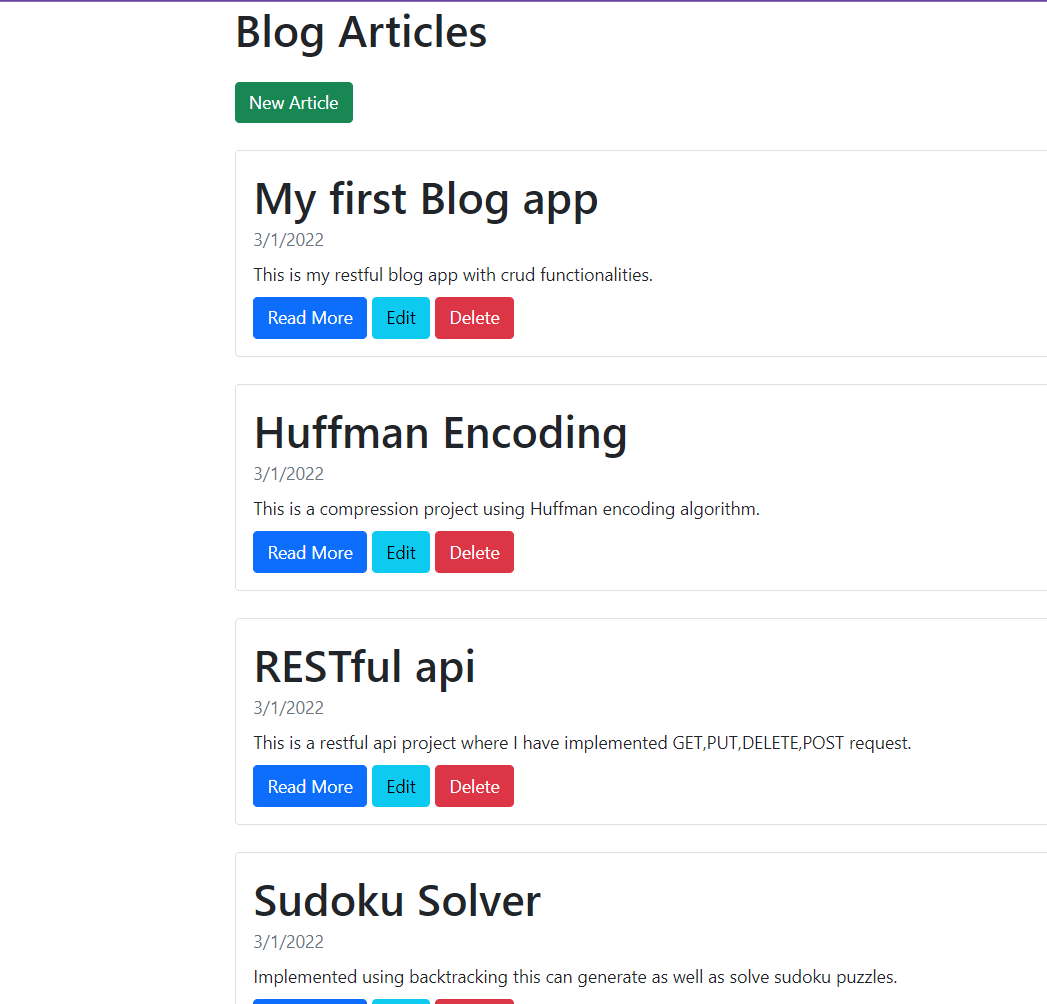 Blog Articles
New Article
My first Blog app
3/1/2022
This is my restful blog app with crud functionalities.
Read More Edit Delete
Huffman Encoding
3/1/2022
This is a compression project using Huffman encoding algorithm.
Read More Edit Delete
RESTful api
3/1/2022
This is a restful api project where I have implemented GET,PUT,DELETE,POST request.
Read More Edit Delete
Sudoku Solver
3/1/2022
Implemented using backtracking this can generate as well as solve sudoku puzzles.